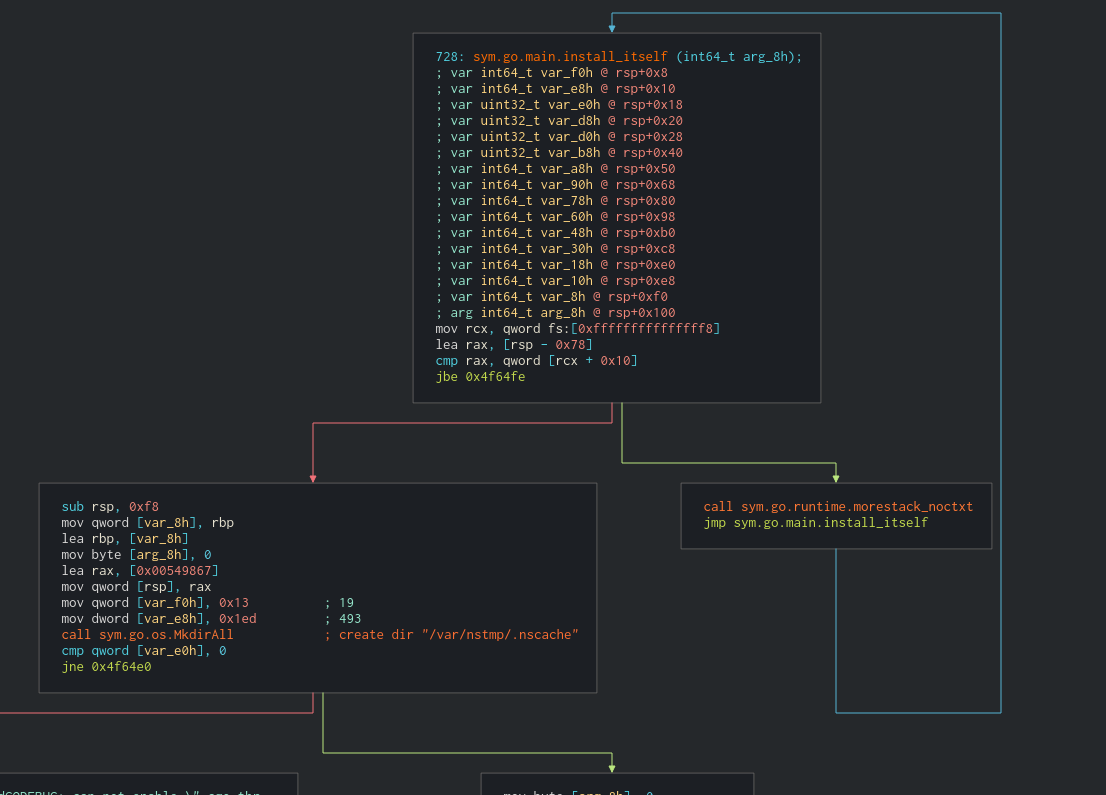 728: sym.go.main.install_itself (int64_t arg_8h);
; var int64_t var_f0h @ rsp+0x8
; var int64_t var_e8h @ rsp+0x10
; var uint32_t var_e0h @ rsp+0x18
; var uint32_t var_d8h @ rsp+0x20
; var uint32_t var_d0h @ rsp+0x28
; var uint32_t var_b8h @ rsp+0x40
; var int64_t var_a8h @ rsp+0x50
; var int64_t var_90h @ rsp+0x68
; var int64_t var_78h @ rsp+0x80
; var int64_t var_60h @ rsp+0x98
; var int64_t var_48h @ rsp+0xb0
; var int64_t var_30h @ rsp+0xc8
; var int64_t var_18h @ rsp+0xe0
; var int64_t var_10h @ rsp+0xe8
; var int64_t var_8h @ rsp+0xf0
; arg int64_t arg_8h @ rsp+0x100
mov rcx, qword fs:[0xfffffffffffffff8]
lea rax, [rsp - 0x78]
cmp rax, qword [rcx + 0x10]
jbe 0x4f64fe
sub rsp, 0xf8
mov qword [var_8h], rbp
lea rbp, [var_8h]
mov byte [arg_8h], 0
lea rax, [0x00549867]
mov qword [rsp], rax
mov qword [var_f0h], 0x13 ; 19
mov dword [var_e8h], 0x1ed ; 493
call sym.go.os.MkdirAll ; create dir "/var/nstmp/.nscache"
cmp qword [var_e0h], 0
jne 0x4f64e0
call sym.go.runtime.morestack_noctxt
jmp sym.go.main.install_itself
mov byte [arg_8h], 0